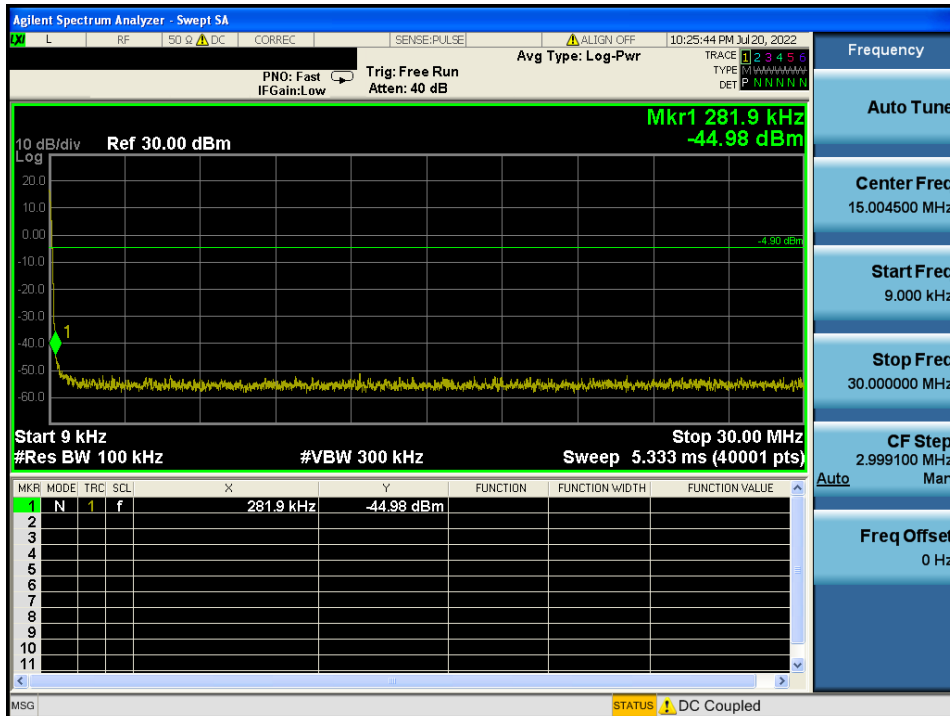 Agilent Spectrum Analyzer - Swept SA
LXI L RF 50 Ω DC CORREC SENSE:PULSE ALIGN OFF 10:25:44 PM Jul 20, 2022
Avg Type: Log-Pwr
PNO: Fast
IFGain:Low
Trig: Free Run
Atten: 40 dB
TRACE 1 2 3 4 5 6
TYPE M WWWWW
DET P N N N N N
Mkr1 281.9 kHz
-44.98 dBm
10 dB/div
Log
Ref 30.00 dBm
20.0
10.0
0.00
-4.90 dBm
-10.0
-20.0
-30.0
1
-40.0
-50.0
-60.0
Start 9 kHz
Stop 30.00 MHz
#Res BW 100 kHz
#VBW 300 kHz
Sweep 5.333 ms (40001 pts)
MKR MODE TRC SCL X Y FUNCTION FUNCTION WIDTH FUNCTION VALUE
1 N 1 f 281.9 kHz -44.98 dBm
2
3
4
5
6
7
8
9
10
11
MSG
STATUS
DC Coupled
Frequency
Auto Tune
Center Freq
15.004500 MHz
Start Freq
9.000 kHz
Stop Freq
30.000000 MHz
CF Step
2.999100 MHz
Auto Man
Freq Offset
0 Hz